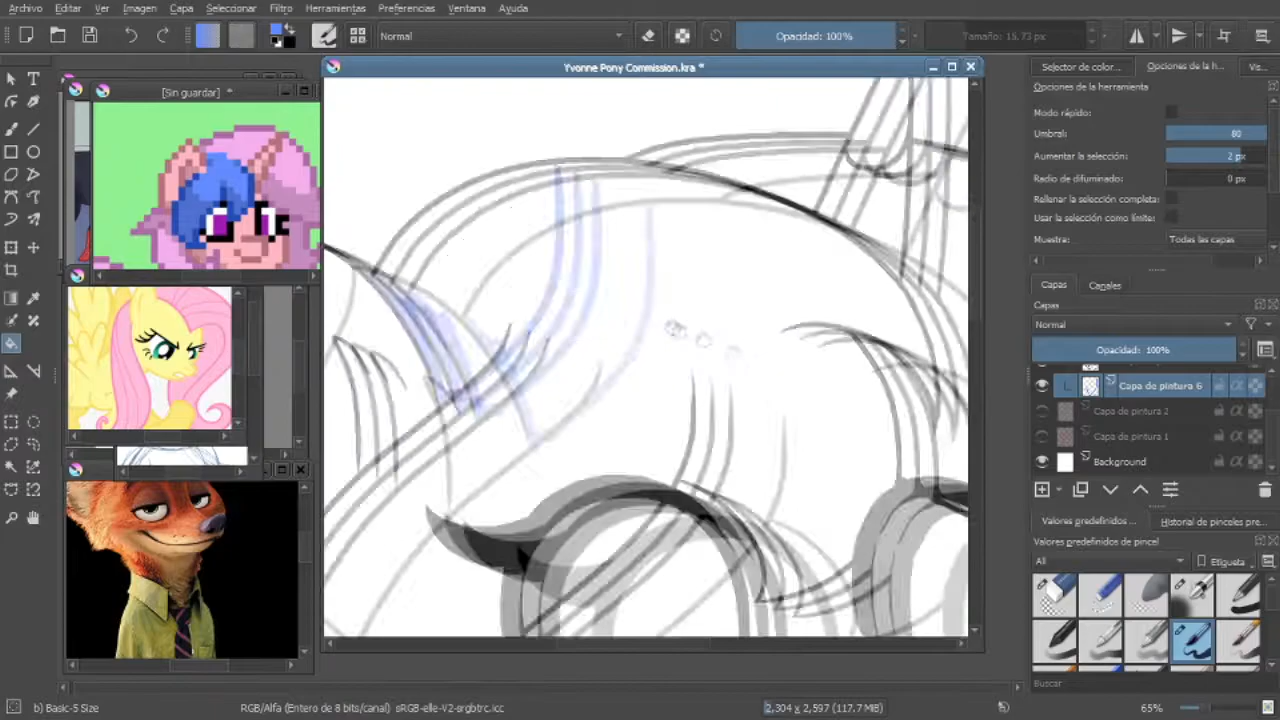 Archivo Editar Ver Imagen Capa Seleccionar Filtro Herramientas Preferencias Ventana Ayuda
Normal
Opacidad: 100%
Tamaño: 15.73 px
[Sin guardar] *
Yvonne Pony Commission.kra *
Selector de color...
Opciones de la h...
Vis...
Opciones de la herramienta
Modo rápido:
Umbral: 80
Aumentar la selección: 2 px
Radio de difuminado: 0 px
Rellenar la selección completa:
Usar la selección como límite:
Muestra: Todas las capas
Capas Canales
Capas
Normal
Opacidad: 100%
Capa de pintura 6
Capa de pintura 2
Capa de pintura 1
Background
Valores predefinidos ...
Historial de pinceles pre...
Valores predefinidos de pincel
All
Etiqueta
Buscar
b) Basic-5 Size
RGB/Alfa (Entero de 8 bits/canal) sRGB-elle-V2-srgbtrc.icc
2,304 x 2,597 (117.7 MiB)
65%